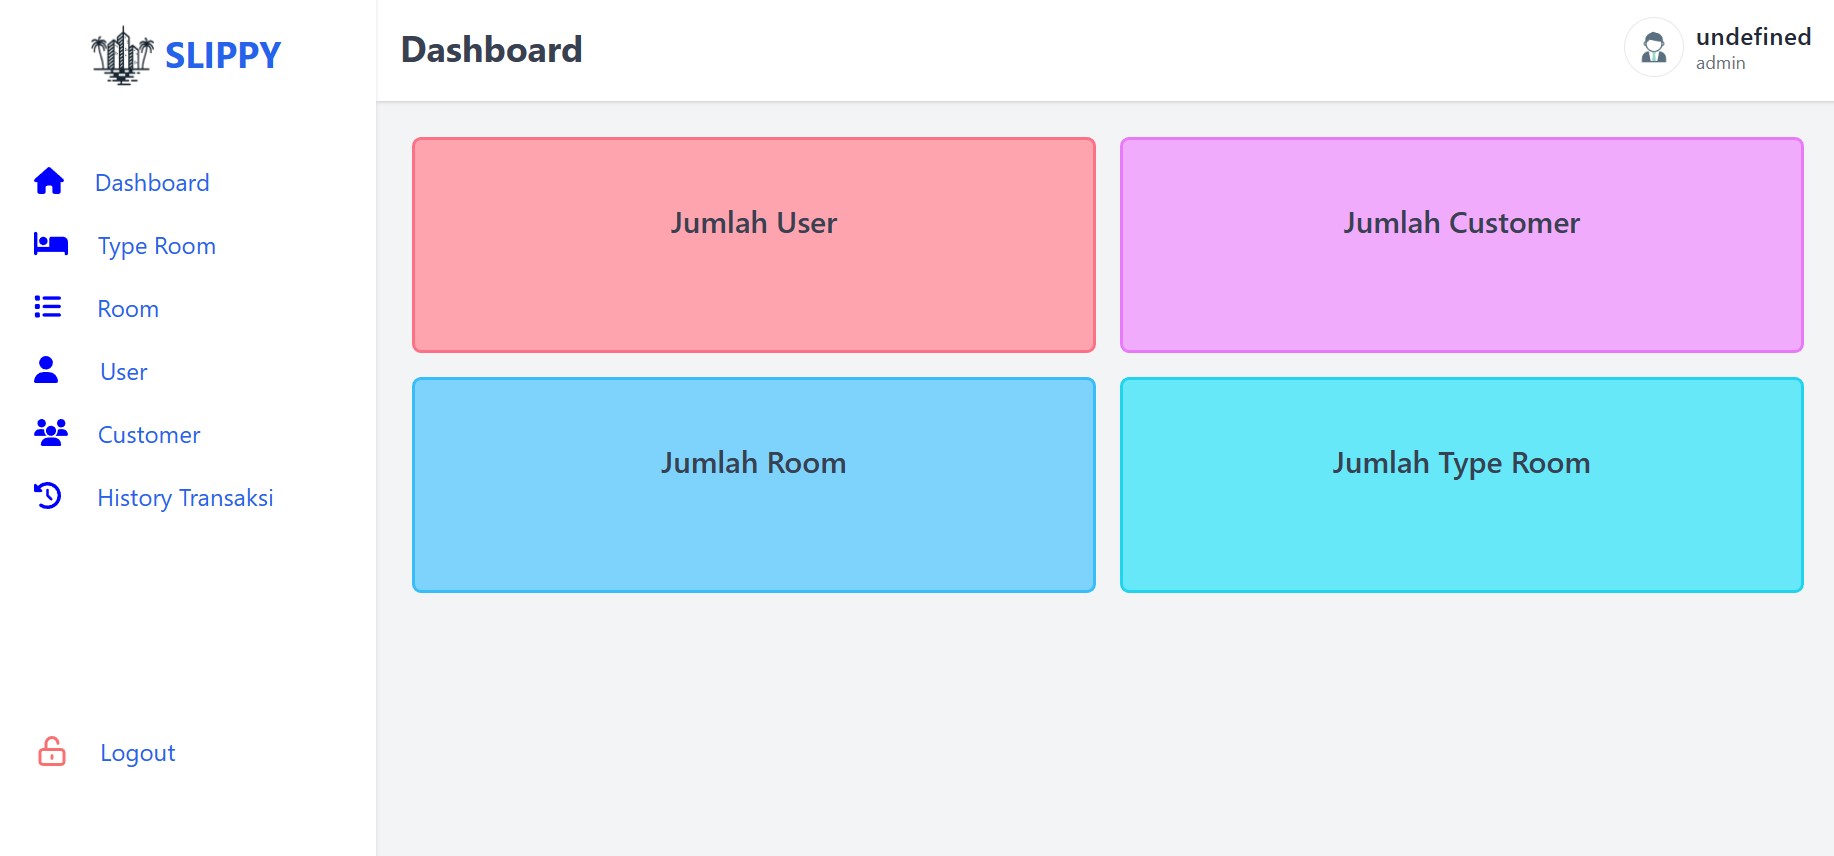 SLIPPY
Dashboard
Type Room
Room
User
Customer
History Transaksi
Logout
Dashboard
undefined
admin
Jumlah User
Jumlah Customer
Jumlah Room
Jumlah Type Room